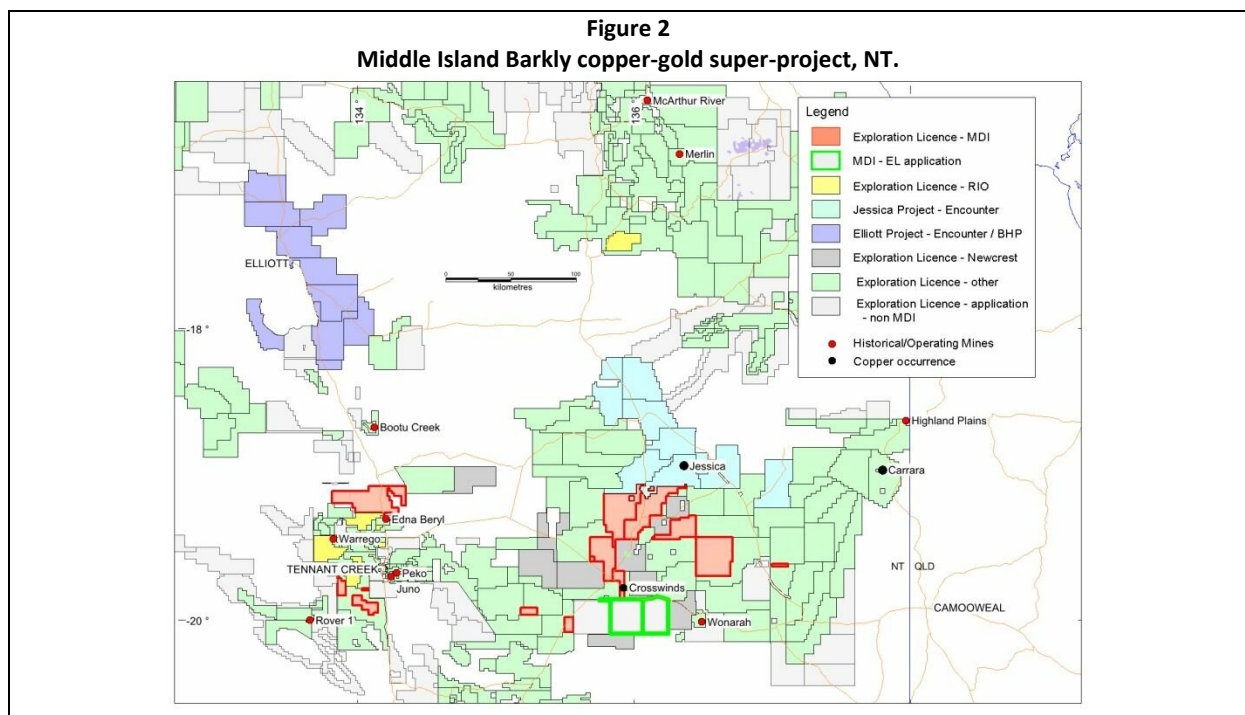 Figure 2
Middle Island Barkly copper-gold super-project, NT.
134 °
136 °
McArthur River
Merlin
Legend
Exploration Licence - MDI
MDI - EL application
Exploration Licence - RIO
Jessica Project - Encounter
Elliott Project - Encounter / BHP
Exploration Licence - Newcrest
Exploration Licence - other
Exploration Licence - application
- non MDI
Historical/Operating Mines
Copper occurrence
ELLIOTT
0 50 100
kilometres
-18 °
Bootu Creek
Highland Plains
Jessica
Carrara
Edna Beryl
Warrego
TENNANT CREEK
Peko
Juno
NT QLD
Crosswinds
CAMOOWEAL
Rover 1
-20 °
Wonarah